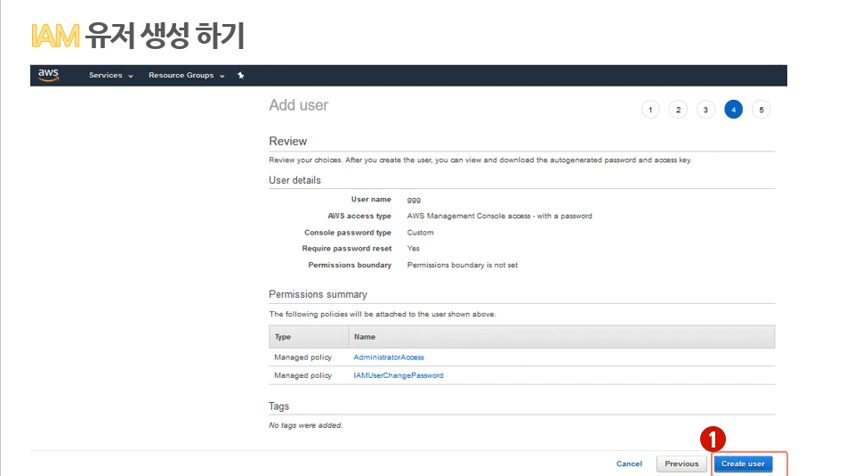 IAM 유저 생성 하기
aws Services Resource Groups
Add user
1 2 3 4 5
Review
Review your choices. After you create the user, you can view and download the autogenerated password and access key.
User details
User name ggg
AWS access type AWS Management Console access - with a password
Console password type Custom
Require password reset Yes
Permissions boundary Permissions boundary is not set
Permissions summary
The following policies will be attached to the user shown above.
Type Name
Managed policy AdministratorAccess
Managed policy IAMUserChangePassword
Tags
No tags were added.
1
Cancel Previous Create user